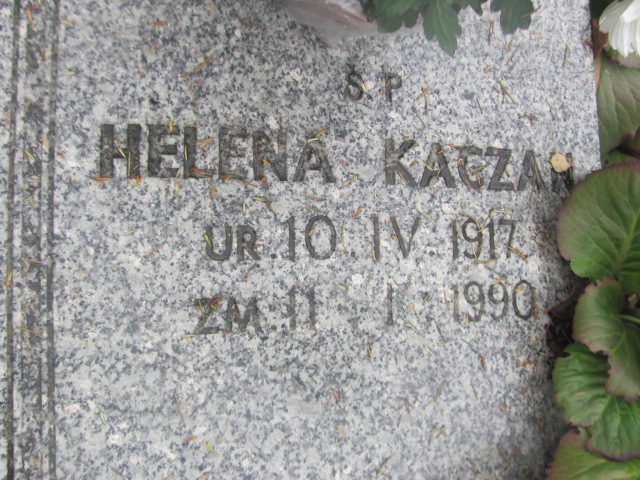 Ś P
HELENA KACZAN
UR. 10. IV. 1917
ZM. 11 I. 1990